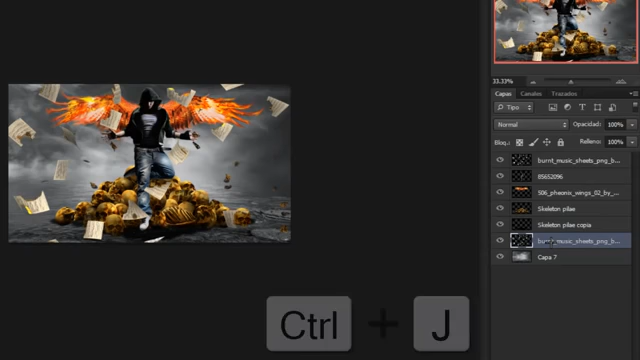 33.33%
Capas Canales Trazados
Tipo
Normal Opacidad: 100%
Bloq.: Relleno: 100%
burnt_music_sheets_png_b...
85652096
506_pheonix_wings_02_by_...
Skeleton pilae
Skeleton pilae copia
burnt_music_sheets_png_b...
Capa 7
Ctrl + J